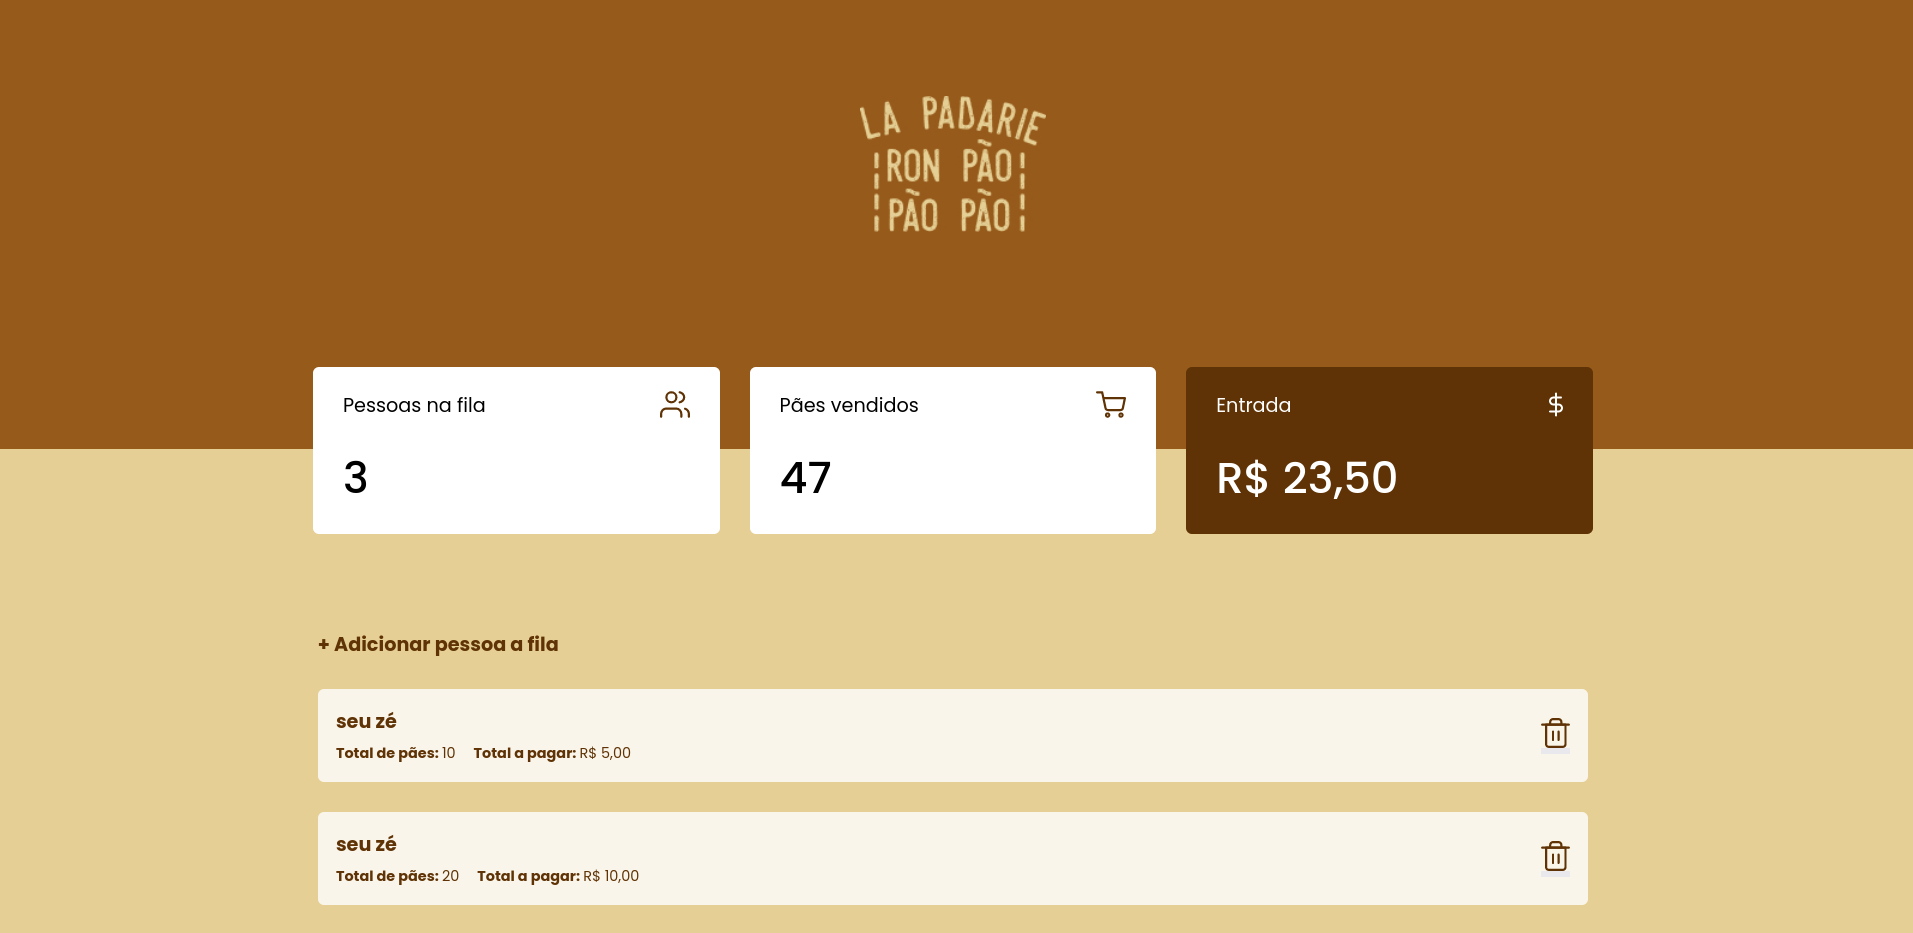 LA PADARIE
RON PÃO
PÃO PÃO
Pessoas na fila
3
Pães vendidos
47
Entrada
R$ 23,50
+ Adicionar pessoa a fila
seu zé
Total de pães: 10 Total a pagar: R$ 5,00
seu zé
Total de pães: 20 Total a pagar: R$ 10,00